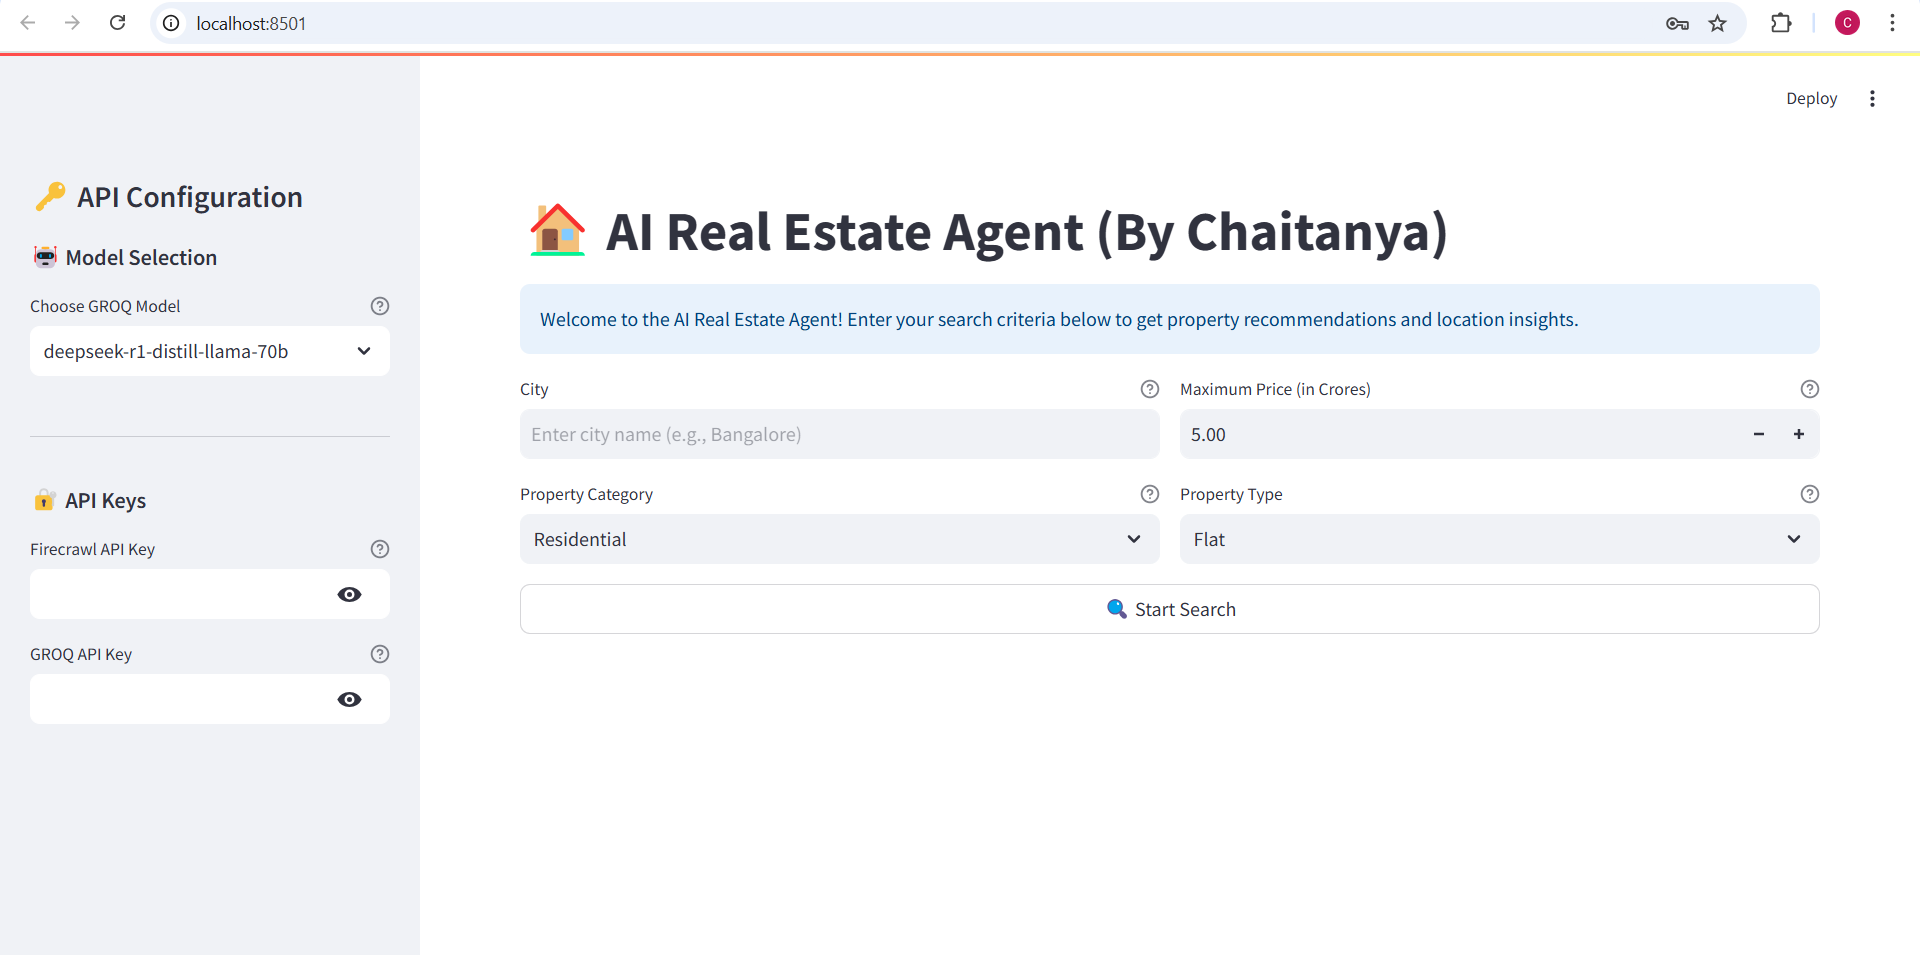 localhost:8501
C
Deploy
API Configuration
Model Selection
Choose GROQ Model
deepseek-r1-distill-llama-70b
API Keys
Firecrawl API Key
GROQ API Key
AI Real Estate Agent (By Chaitanya)
Welcome to the AI Real Estate Agent! Enter your search criteria below to get property recommendations and location insights.
City
Maximum Price (in Crores)
Enter city name (e.g., Bangalore)
5.00
Property Category
Property Type
Residential
Flat
Start Search